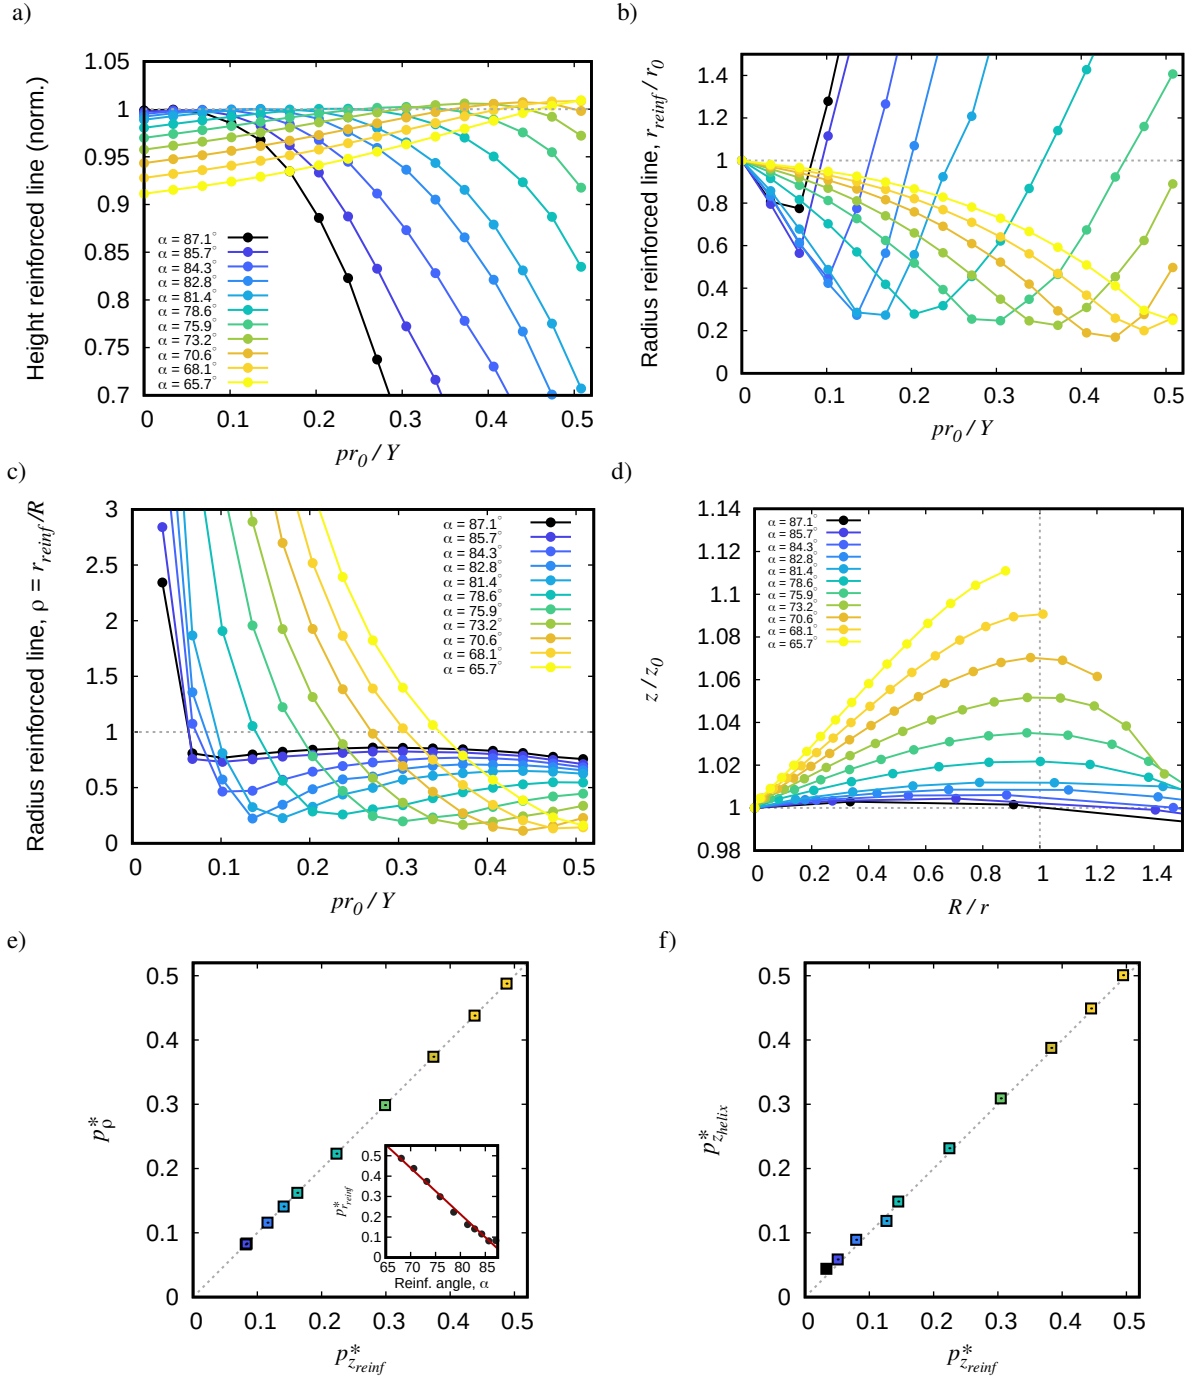 a)
Height reinforced line (norm.)
1.05
1
0.95
0.9
0.85
0.8
0.75
0.7
α = 87.1°
α = 85.7°
α = 84.3°
α = 82.8°
α = 81.4°
α = 78.6°
α = 75.9°
α = 73.2°
α = 70.6°
α = 68.1°
α = 65.7°
0 0.1 0.2 0.3 0.4 0.5
pr0 / Y
b)
Radius reinforced line, r_reinf / r0
1.4
1.2
1
0.8
0.6
0.4
0.2
0
0 0.1 0.2 0.3 0.4 0.5
pr0 / Y
c)
Radius reinforced line, ρ = r_reinf/R
3
2.5
2
1.5
1
0.5
0
α = 87.1°
α = 85.7°
α = 84.3°
α = 82.8°
α = 81.4°
α = 78.6°
α = 75.9°
α = 73.2°
α = 70.6°
α = 68.1°
α = 65.7°
0 0.1 0.2 0.3 0.4 0.5
pr0 / Y
d)
z / z0
1.14
1.12
1.1
1.08
1.06
1.04
1.02
1
0.98
α = 87.1°
α = 85.7°
α = 84.3°
α = 82.8°
α = 81.4°
α = 78.6°
α = 75.9°
α = 73.2°
α = 70.6°
α = 68.1°
α = 65.7°
0 0.2 0.4 0.6 0.8 1 1.2 1.4
R / r
e)
p*_ρ
0.5
0.4
0.3
0.2
0.1
0
0 0.1 0.2 0.3 0.4 0.5
p*_z_reinf
p*_r_reinf
0.5
0.4
0.3
0.2
0.1
0
65 70 75 80 85
Reinf. angle, α
f)
p*_z_helix
0.5
0.4
0.3
0.2
0.1
0
0 0.1 0.2 0.3 0.4 0.5
p*_z_reinf